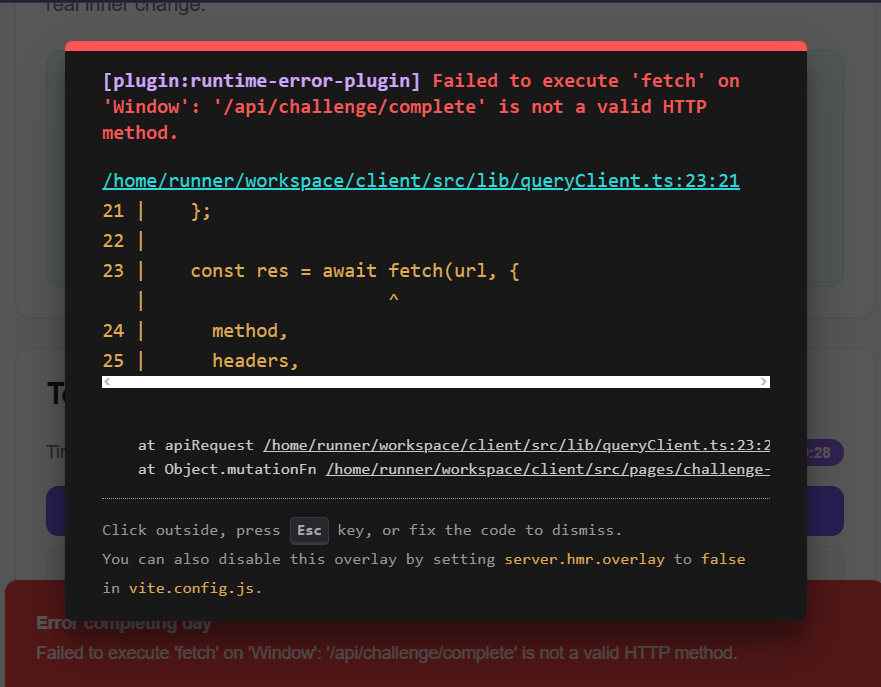 real inner change.
[plugin:runtime-error-plugin] Failed to execute 'fetch' on
'Window': '/api/challenge/complete' is not a valid HTTP
method.
/home/runner/workspace/client/src/lib/queryClient.ts:23:21
21 |    };
22 |
23 |    const res = await fetch(url, {
   |                      ^
24 |      method,
25 |      headers,
at apiRequest /home/runner/workspace/client/src/lib/queryClient.ts:23:2
at Object.mutationFn /home/runner/workspace/client/src/pages/challenge-
:28
Click outside, press Esc key, or fix the code to dismiss.
You can also disable this overlay by setting server.hmr.overlay to false
in vite.config.js.
Error completing day
Failed to execute 'fetch' on 'Window': '/api/challenge/complete' is not a valid HTTP method.